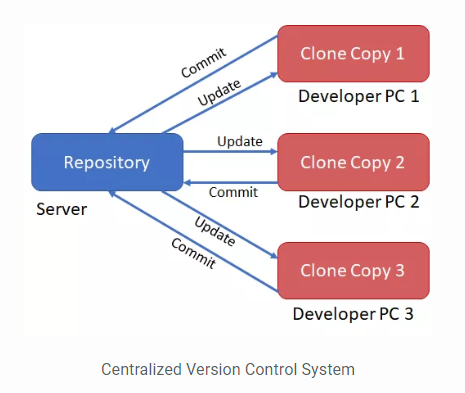 Commit
Clone Copy 1
Update
Developer PC 1
Update
Repository
Clone Copy 2
Commit
Developer PC 2
Server
Update
Commit
Clone Copy 3
Developer PC 3
Centralized Version Control System